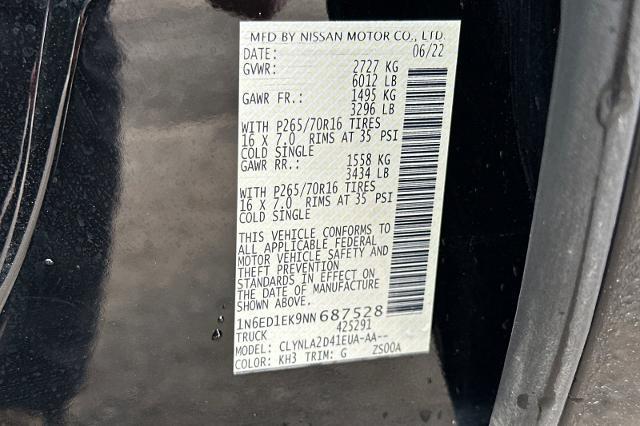 MFD BY NISSAN MOTOR CO., LTD.
DATE: 06/22
GVWR: 2727 KG
6012 LB
GAWR FR.: 1495 KG
3296 LB
WITH P265/70R16 TIRES
16 X 7.0 RIMS AT 35 PSI
COLD SINGLE
GAWR RR.: 1558 KG
3434 LB
WITH P265/70R16 TIRES
16 X 7.0 RIMS AT 35 PSI
COLD SINGLE
THIS VEHICLE CONFORMS TO
ALL APPLICABLE FEDERAL
MOTOR VEHICLE SAFETY AND
THEFT PREVENTION
STANDARDS IN EFFECT ON
THE DATE OF MANUFACTURE
SHOWN ABOVE.
1N6ED1EK9NN687528
TRUCK 42S291
MODEL: CLYNLA2D41EUA-AA--
COLOR: KH3 TRIM: G ZS00A